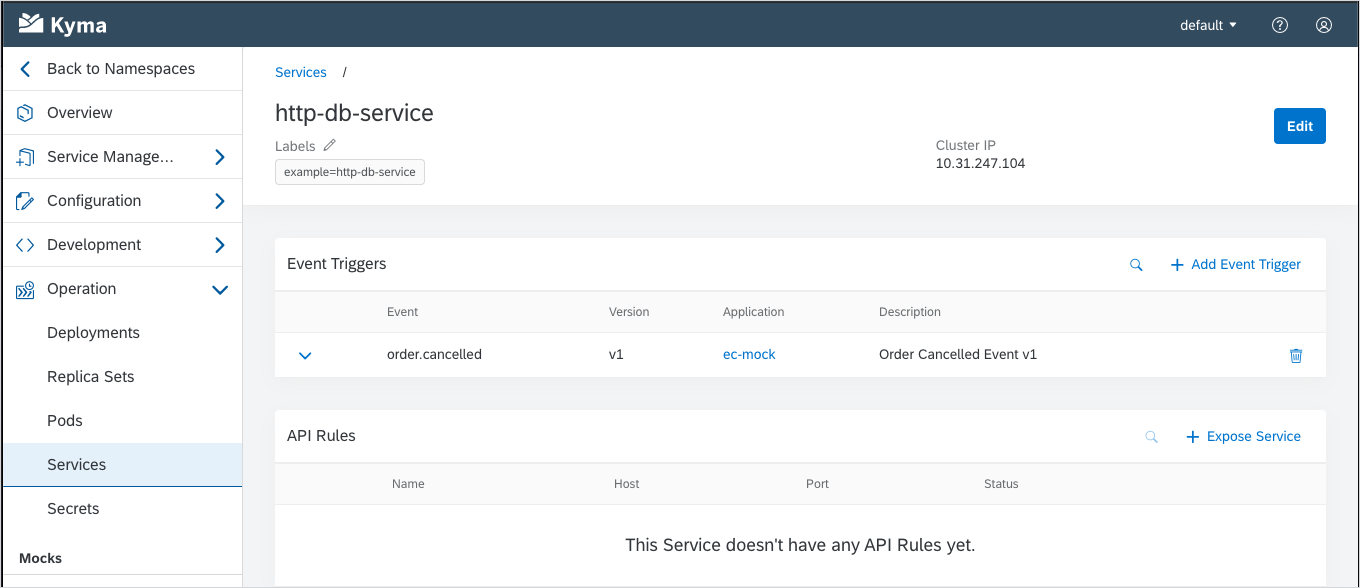 Kyma
default
Back to Namespaces
Overview
Service Manage...
Configuration
Development
Operation
Deployments
Replica Sets
Pods
Services
Secrets
Mocks
Services /
http-db-service
Labels
example=http-db-service
Cluster IP
10.31.247.104
Edit
Event Triggers
Add Event Trigger
Event Version Application Description
order.cancelled v1 ec-mock Order Cancelled Event v1
API Rules
Expose Service
Name Host Port Status
This Service doesn't have any API Rules yet.